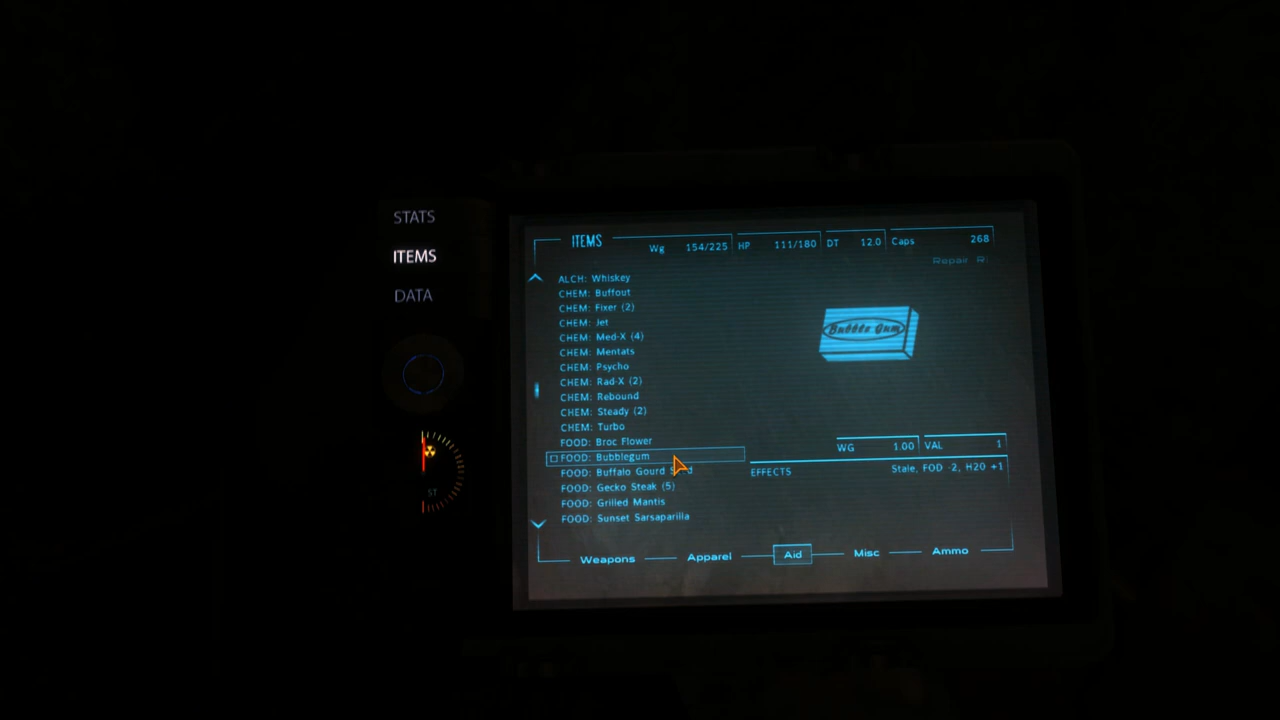 STATS
ITEMS
DATA
ST
ITEMS
Wg 154/225 HP 111/180 DT 12.0 Caps 268
Repair
ALCH: Whiskey
CHEM: Buffout
CHEM: Fixer (2)
CHEM: Jet
CHEM: Med-X (4)
CHEM: Mentats
CHEM: Psycho
CHEM: Rad-X (2)
CHEM: Rebound
CHEM: Steady (2)
CHEM: Turbo
FOOD: Broc Flower
FOOD: Bubblegum
FOOD: Buffalo Gourd
FOOD: Gecko Steak (5)
FOOD: Grilled Mantis
FOOD: Sunset Sarsaparilla
Bubble Gum
WG 1.00 VAL 1
EFFECTS Stale, FOD -2, H20 +1
Weapons Apparel Aid Misc Ammo